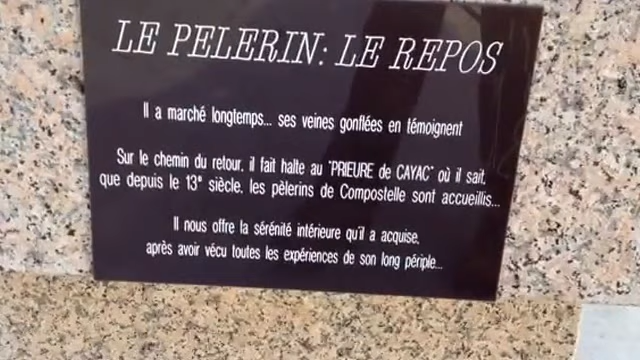 LE PELERIN: LE REPOS
Il a marché longtemps... ses veines gonflées en témoignent
Sur le chemin du retour, il fait halte au "PRIEURE de CAYAC" où il sait,
que depuis le 13e siècle, les pèlerins de Compostelle sont accueillis...
Il nous offre la sérénité intérieure qu'il a acquise,
après avoir vécu toutes les expériences de son long périple...